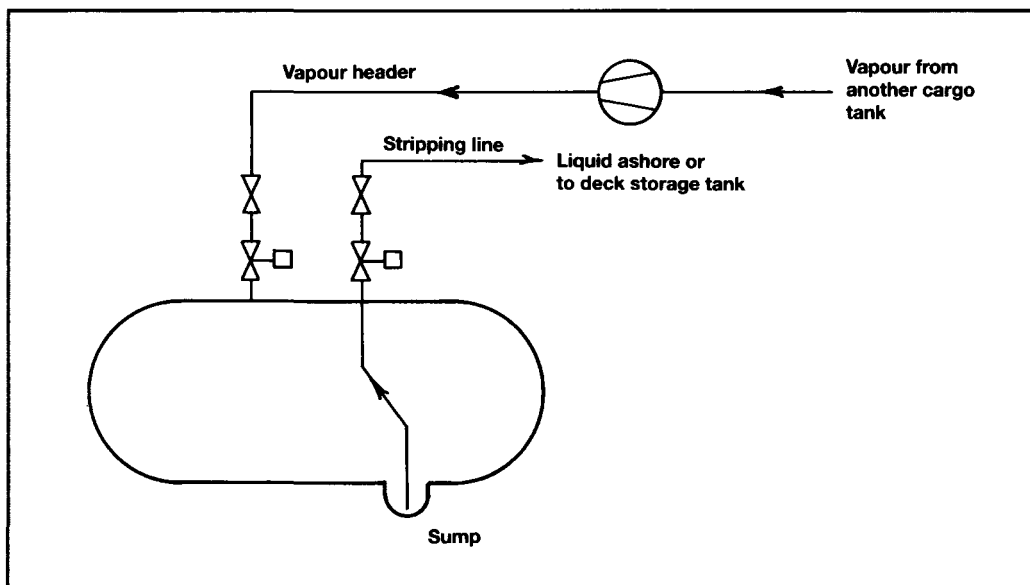 Vapour header
Vapour from
another cargo
tank
Stripping line
Liquid ashore or
to deck storage tank
Sump